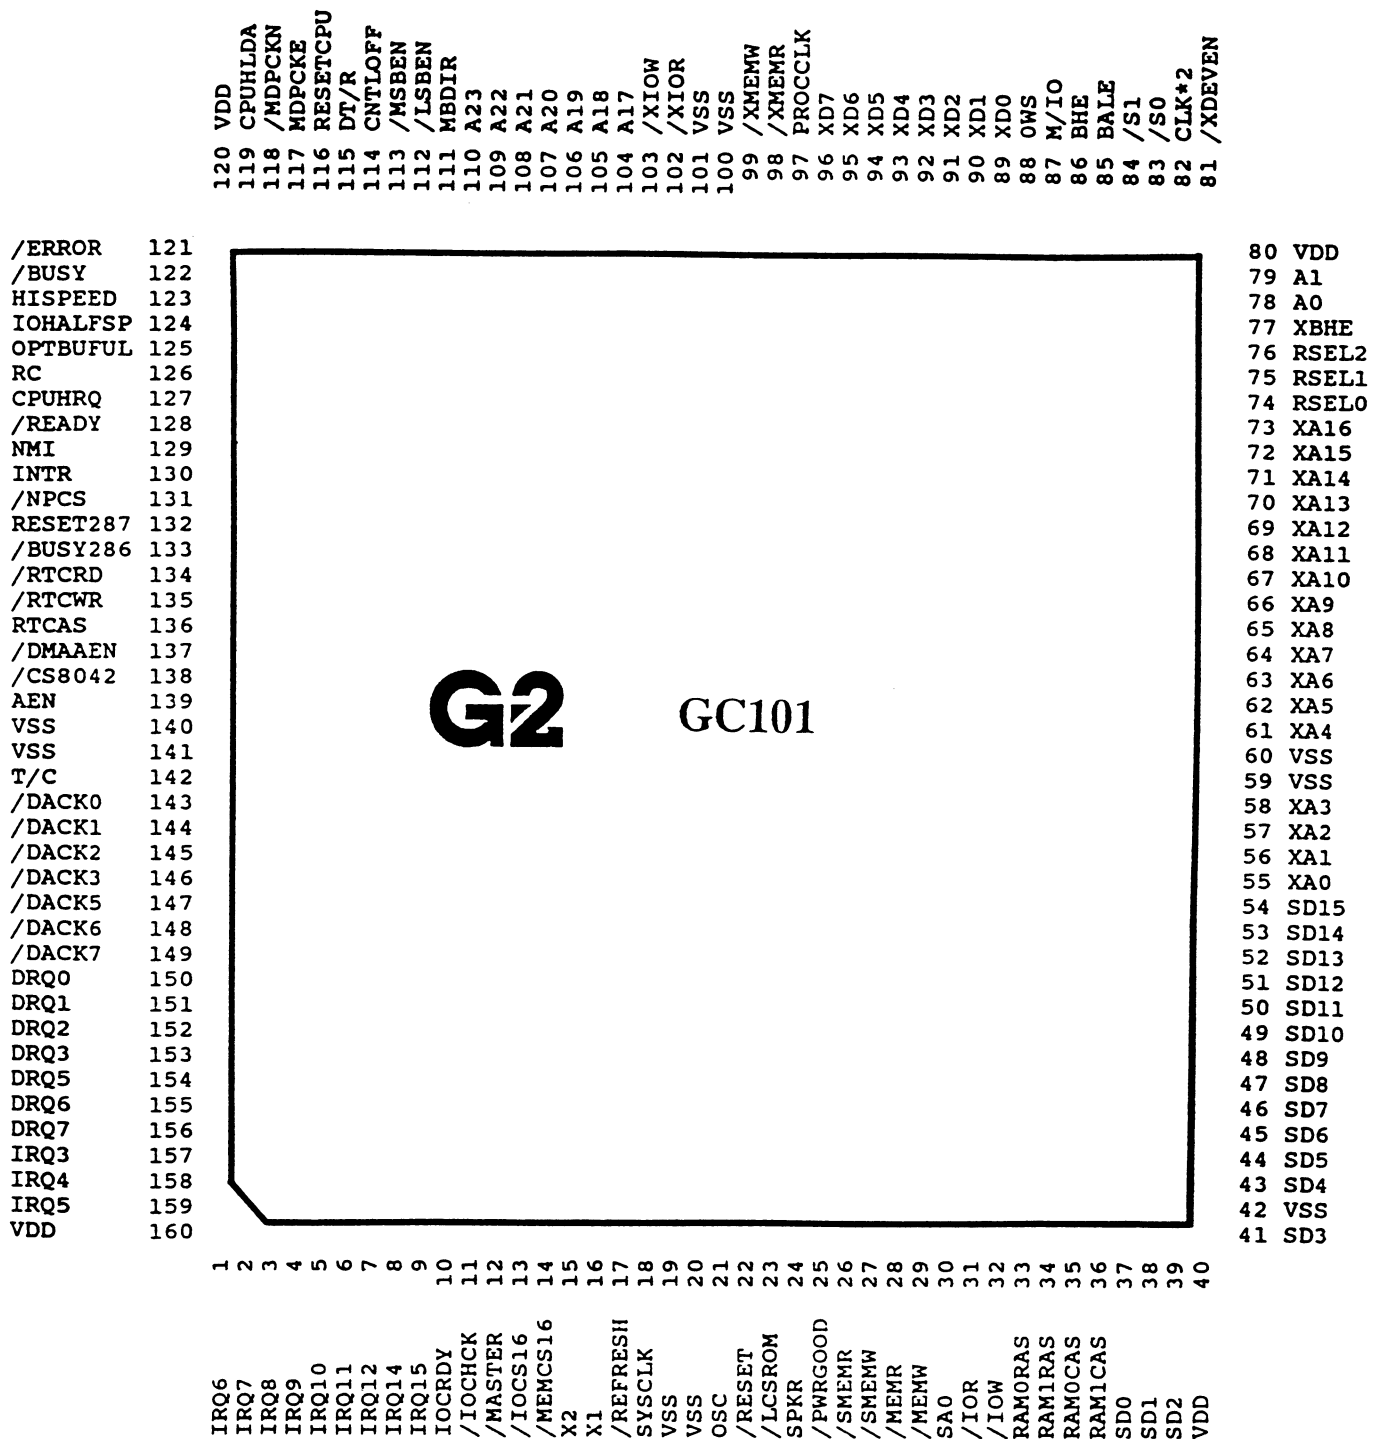 120 VDD
119 CPUHLDA
118 /MDPCKN
117 MDPCKE
116 RESETCPU
115 DT/R
114 CNTLOFF
113 /MSBEN
112 /LSBEN
111 MBDIR
110 A23
109 A22
108 A21
107 A20
106 A19
105 A18
104 A17
103 /XIOW
102 /XIOR
101 VSS
100 VSS
99 /XMEMW
98 /XMEMR
97 PROCCLK
96 XD7
95 XD6
94 XD5
93 XD4
92 XD3
91 XD2
90 XD1
89 XD0
88 0WS
87 M/IO
86 BHE
85 BALE
84 /S1
83 /S0
82 CLK*2
81 /XDEVEN
/ERROR 121
/BUSY 122
HISPEED 123
IOHALFSP 124
OPTBUFUL 125
RC 126
CPUHRQ 127
/READY 128
NMI 129
INTR 130
/NPCS 131
RESET287 132
/BUSY286 133
/RTCRD 134
/RTCWR 135
RTCAS 136
/DMAAEN 137
/CS8042 138
AEN 139
VSS 140
VSS 141
T/C 142
/DACK0 143
/DACK1 144
/DACK2 145
/DACK3 146
/DACK5 147
/DACK6 148
/DACK7 149
DRQ0 150
DRQ1 151
DRQ2 152
DRQ3 153
DRQ5 154
DRQ6 155
DRQ7 156
IRQ3 157
IRQ4 158
IRQ5 159
VDD 160
G2 GC101
80 VDD
79 A1
78 A0
77 XBHE
76 RSEL2
75 RSEL1
74 RSEL0
73 XA16
72 XA15
71 XA14
70 XA13
69 XA12
68 XA11
67 XA10
66 XA9
65 XA8
64 XA7
63 XA6
62 XA5
61 XA4
60 VSS
59 VSS
58 XA3
57 XA2
56 XA1
55 XA0
54 SD15
53 SD14
52 SD13
51 SD12
50 SD11
49 SD10
48 SD9
47 SD8
46 SD7
45 SD6
44 SD5
43 SD4
42 VSS
41 SD3
IRQ6 1
IRQ7 2
IRQ8 3
IRQ9 4
IRQ10 5
IRQ11 6
IRQ12 7
IRQ14 8
IRQ15 9
IOCRDY 10
/IOCHCK 11
/MASTER 12
/IOCS16 13
/MEMCS16 14
X2 15
X1 16
/REFRESH 17
SYSCLK 18
VSS 19
VSS 20
OSC 21
/RESET 22
/LCSROM 23
SPKR 24
/PWRGOOD 25
/SMEMR 26
/SMEMW 27
/MEMR 28
/MEMW 29
SA0 30
/IOR 31
/IOW 32
RAM0RAS 33
RAM1RAS 34
RAM0CAS 35
RAM1CAS 36
SD0 37
SD1 38
SD2 39
VDD 40